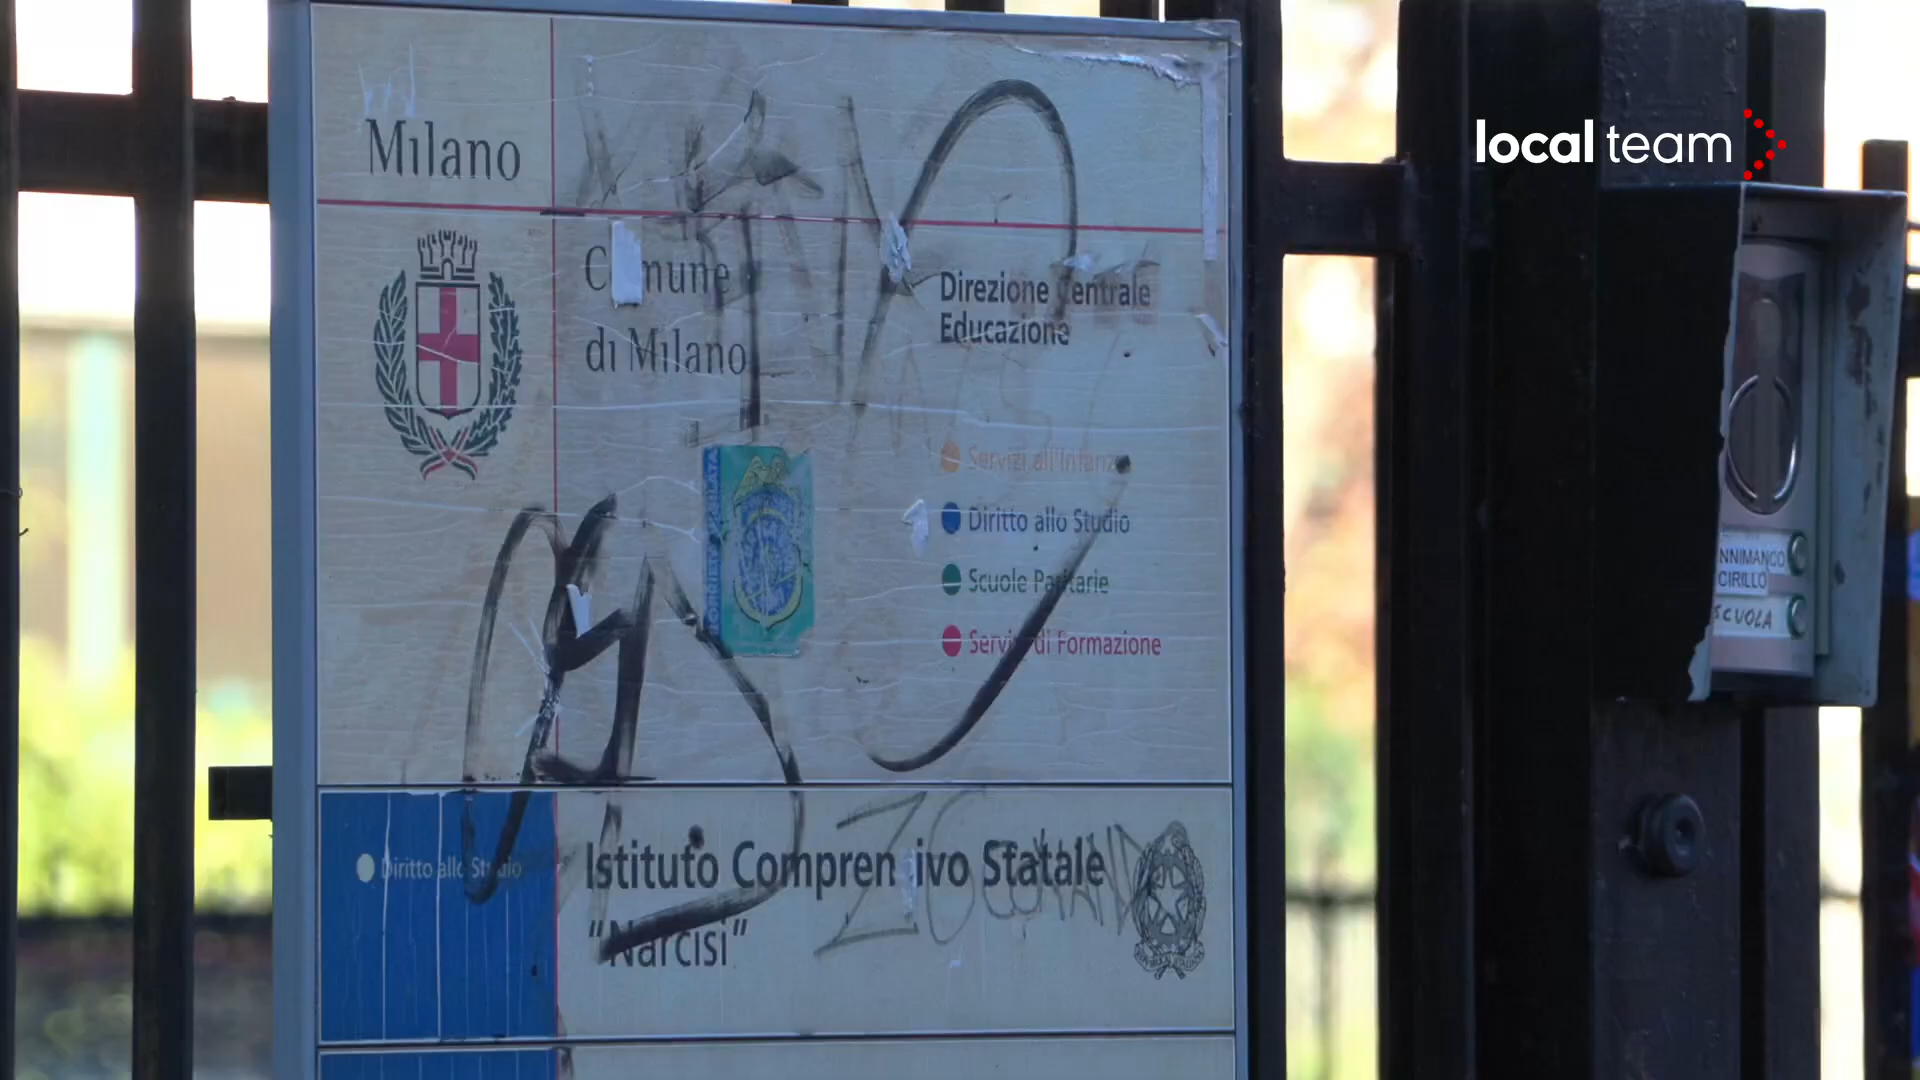 local team
Milano
Comune
di Milano
Direzione Centrale
Educazione
Servizi all'Infanzia
Diritto allo Studio
Scuole Paritarie
Servizi di Formazione
NNIMANCO
CIRILLO
SCUOLA
Diritto allo Studio
Istituto Comprensivo Statale
"Narcisi"